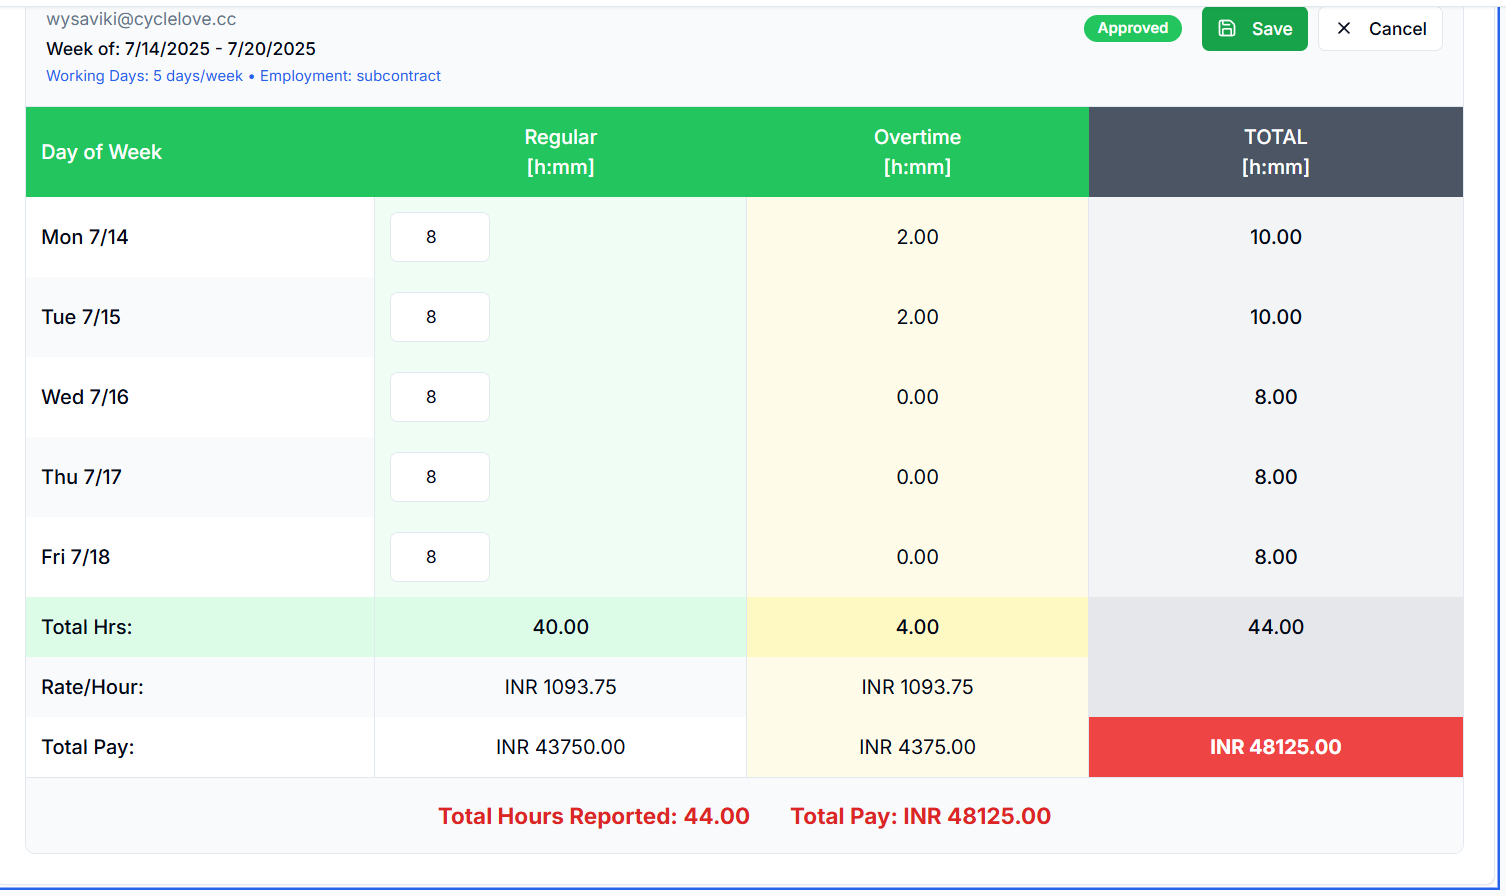 wysaviki@cyclelove.cc
Week of: 7/14/2025 - 7/20/2025
Working Days: 5 days/week • Employment: subcontract
Approved
Save
Cancel
Day of Week
Regular
[h:mm]
Overtime
[h:mm]
TOTAL
[h:mm]
Mon 7/14 8 2.00 10.00
Tue 7/15 8 2.00 10.00
Wed 7/16 8 0.00 8.00
Thu 7/17 8 0.00 8.00
Fri 7/18 8 0.00 8.00
Total Hrs: 40.00 4.00 44.00
Rate/Hour: INR 1093.75 INR 1093.75
Total Pay: INR 43750.00 INR 4375.00 INR 48125.00
Total Hours Reported: 44.00 Total Pay: INR 48125.00